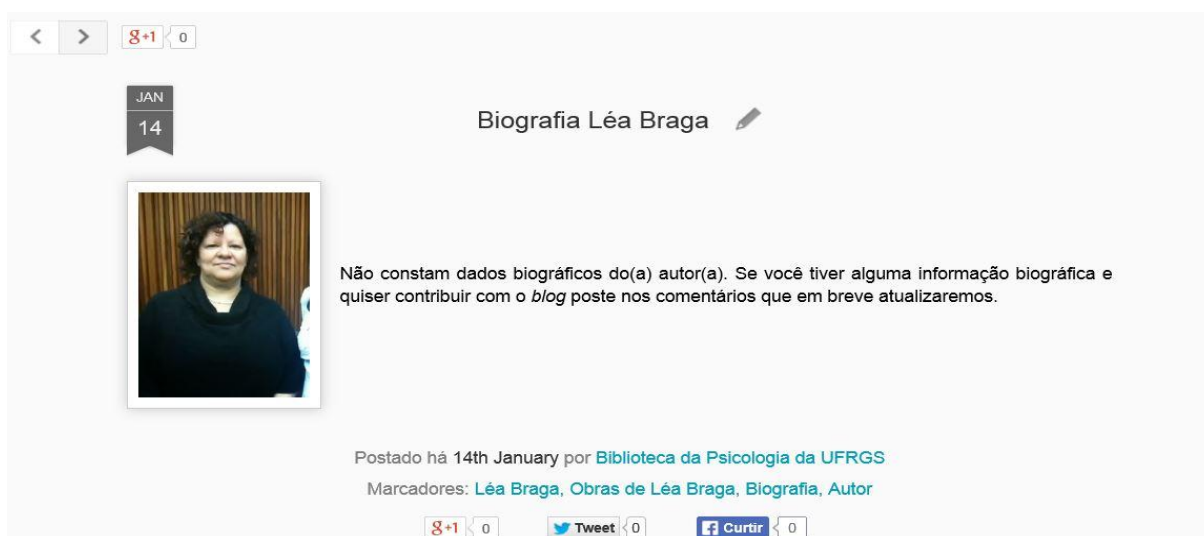 g+1 0
JAN
14
Biografia Léa Braga
Não constam dados biográficos do(a) autor(a). Se você tiver alguma informação biográfica e
quiser contribuir com o blog poste nos comentários que em breve atualizaremos.
Postado há 14th January por Biblioteca da Psicologia da UFRGS
Marcadores: Léa Braga, Obras de Léa Braga, Biografia, Autor
g+1 0 Tweet 0 Curtir 0